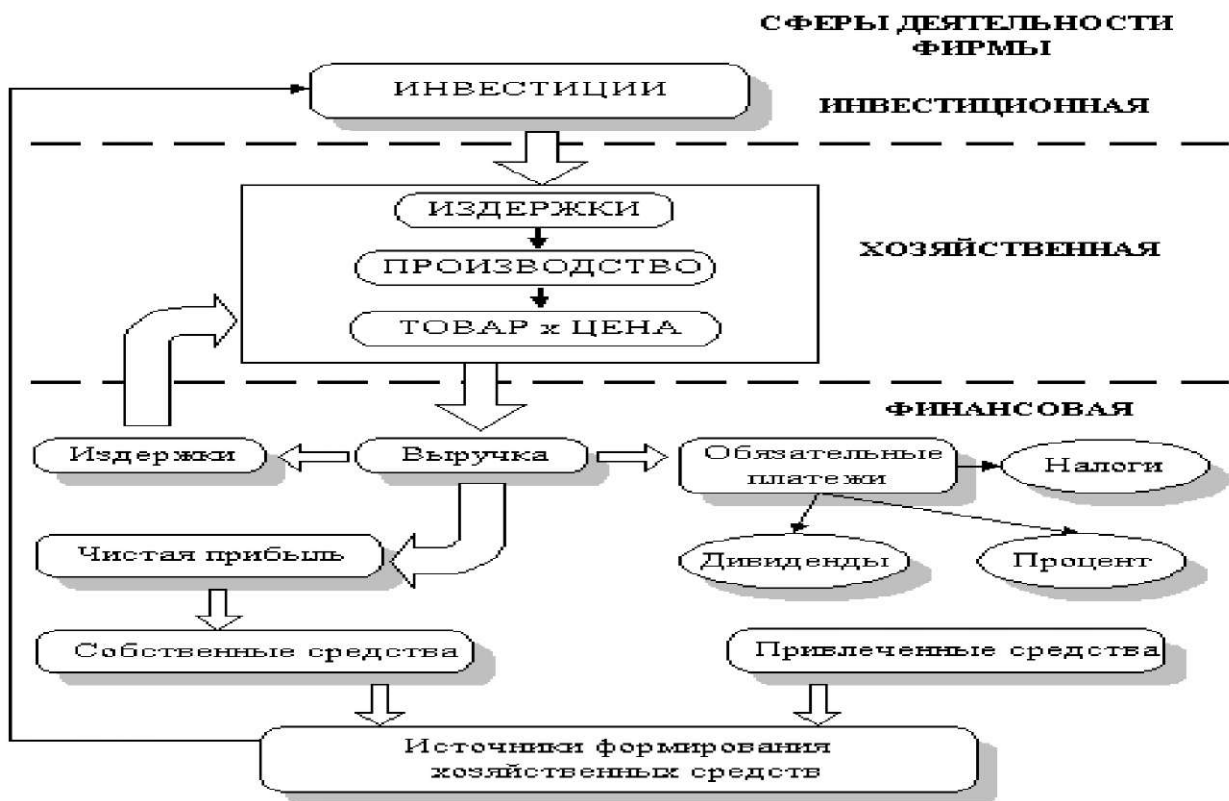 СФЕРЫ ДЕЯТЕЛЬНОСТИ
ФИРМЫ
ИНВЕСТИЦИИ
ИНВЕСТИЦИОННАЯ
ИЗДЕРЖКИ
ХОЗЯЙСТВЕННАЯ
ПРОИЗВОДСТВО
ТОВАР х ЦЕНА
ФИНАНСОВАЯ
Издержки
Выручка
Обязательные
платежи
Налоги
Чистая прибыль
Дивиденды
Процент
Собственные средства
Привлеченные средства
Источники формирования
хозяйственных средств